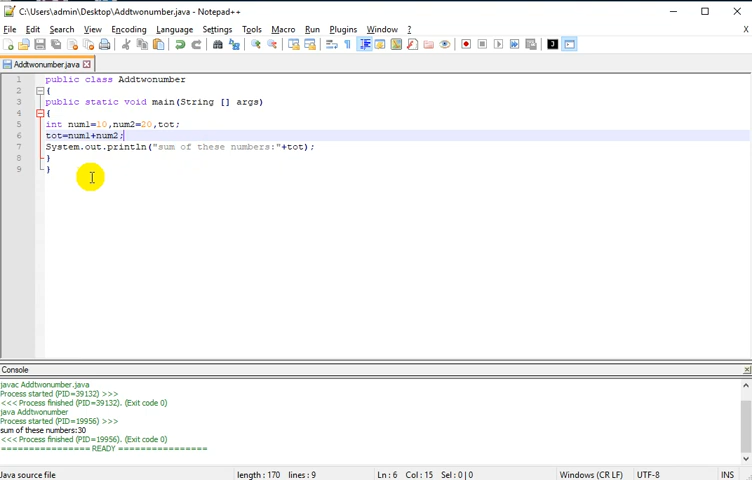 C:\Users\admin\Desktop\Addtwonumber.java - Notepad++
File Edit Search View Encoding Language Settings Tools Macro Run Plugins Window ? X
Addtwonumber.java
1 public class Addtwonumber
2 {
3 public static void main(String [] args)
4 {
5 int num1=10,num2=20,tot;
6 tot=num1+num2;
7 System.out.println("sum of these numbers:"+tot);
8 }
9 }
Console
javac Addtwonumber.java
Process started (PID=39132) >>>
<<< Process finished (PID=39132). (Exit code 0)
java Addtwonumber
Process started (PID=19956) >>>
sum of these numbers:30
<<< Process finished (PID=19956). (Exit code 0)
================ READY ================
Java source file length : 170 lines : 9 Ln : 6 Col : 15 Sel : 0 | 0 Windows (CR LF) UTF-8 INS